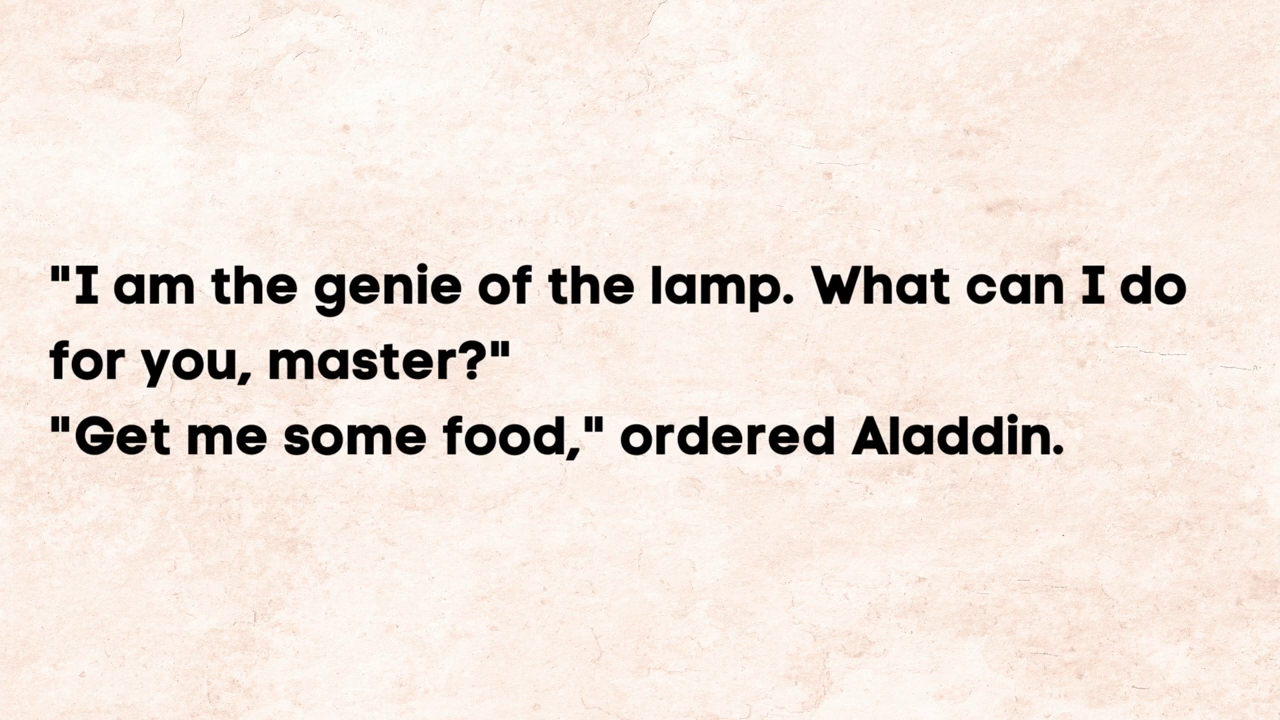 "I am the genie of the lamp. What can I do
for you, master?"
"Get me some food," ordered Aladdin.